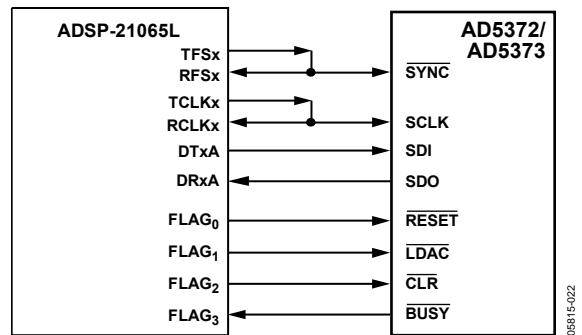 ADSP-21065L
AD5372/
AD5373
TFSx
RFSx
SYNC
TCLKx
RCLKx
SCLK
DTxA
SDI
DRxA
SDO
FLAG0
RESET
FLAG1
LDAC
FLAG2
CLR
FLAG3
BUSY
05815-022